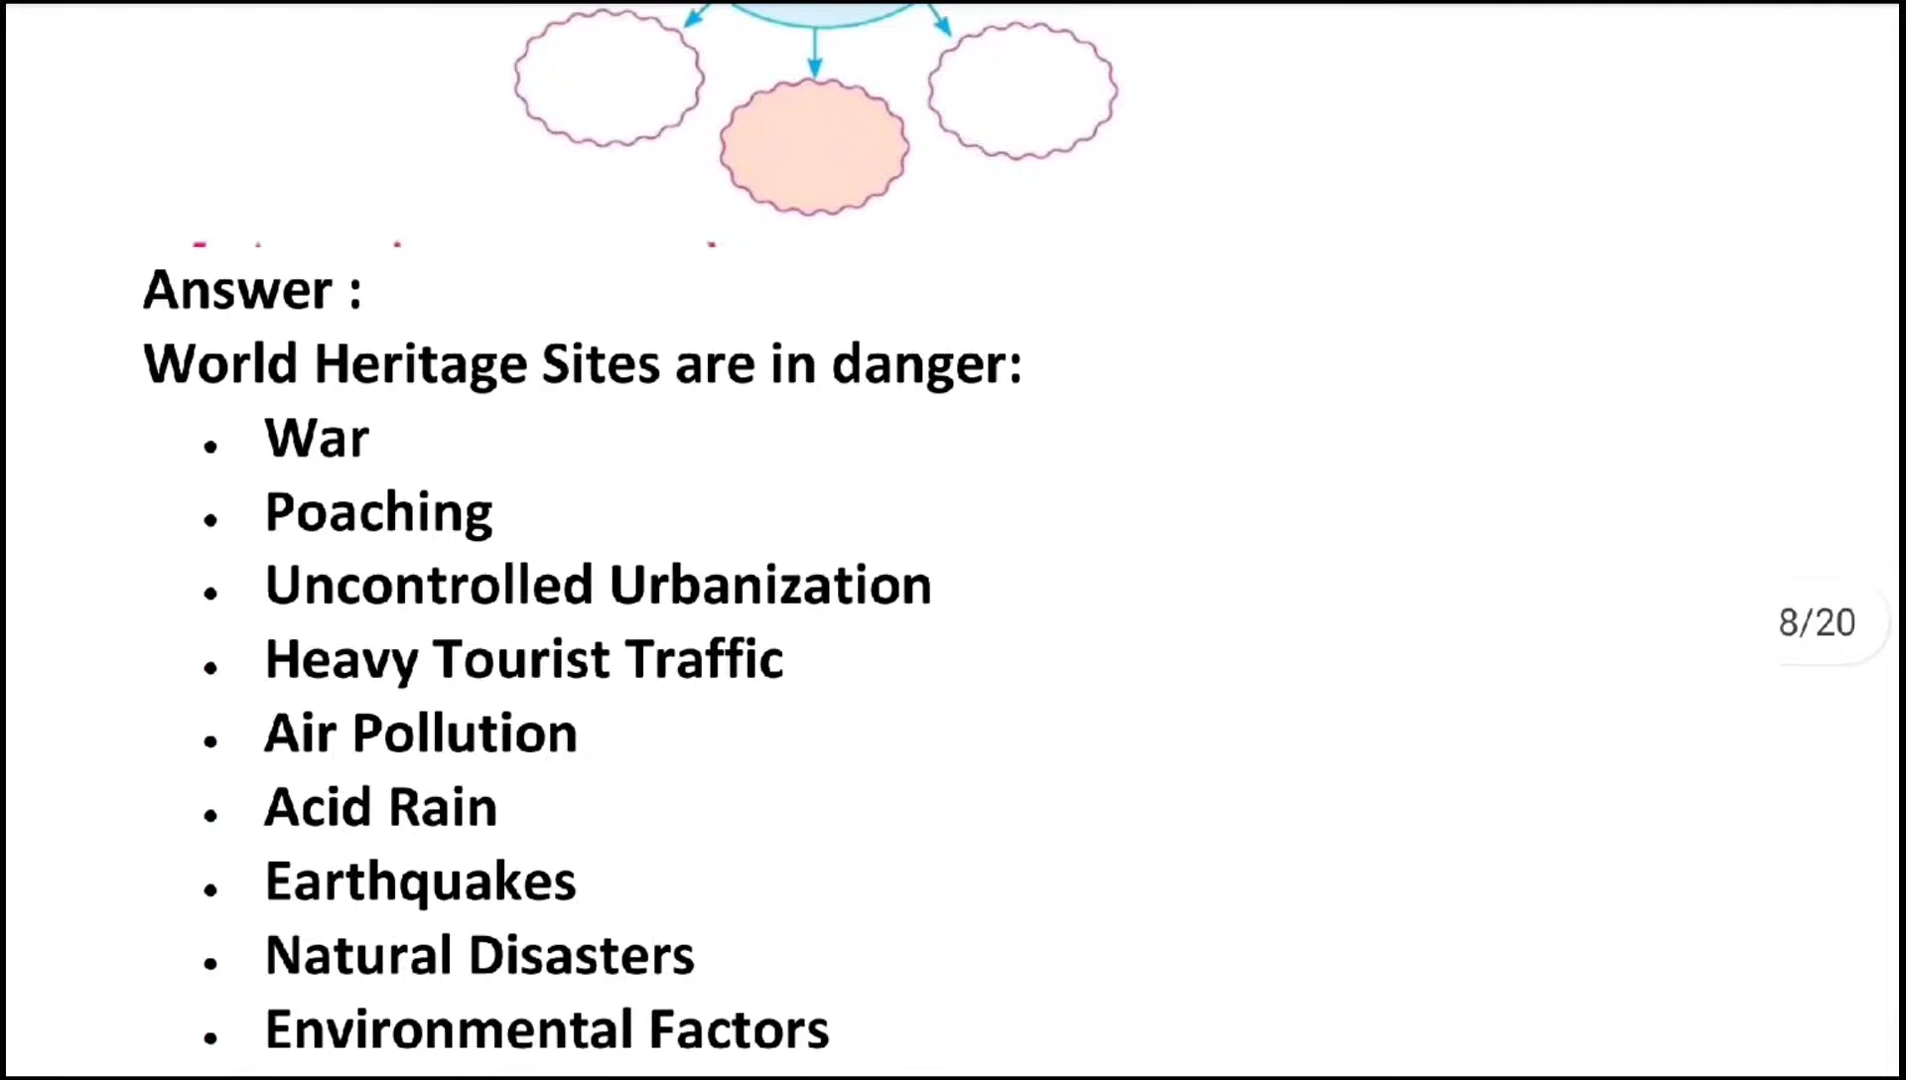 Answer :
World Heritage Sites are in danger:
• War
• Poaching
• Uncontrolled Urbanization
• Heavy Tourist Traffic
• Air Pollution
• Acid Rain
• Earthquakes
• Natural Disasters
• Environmental Factors
8/20